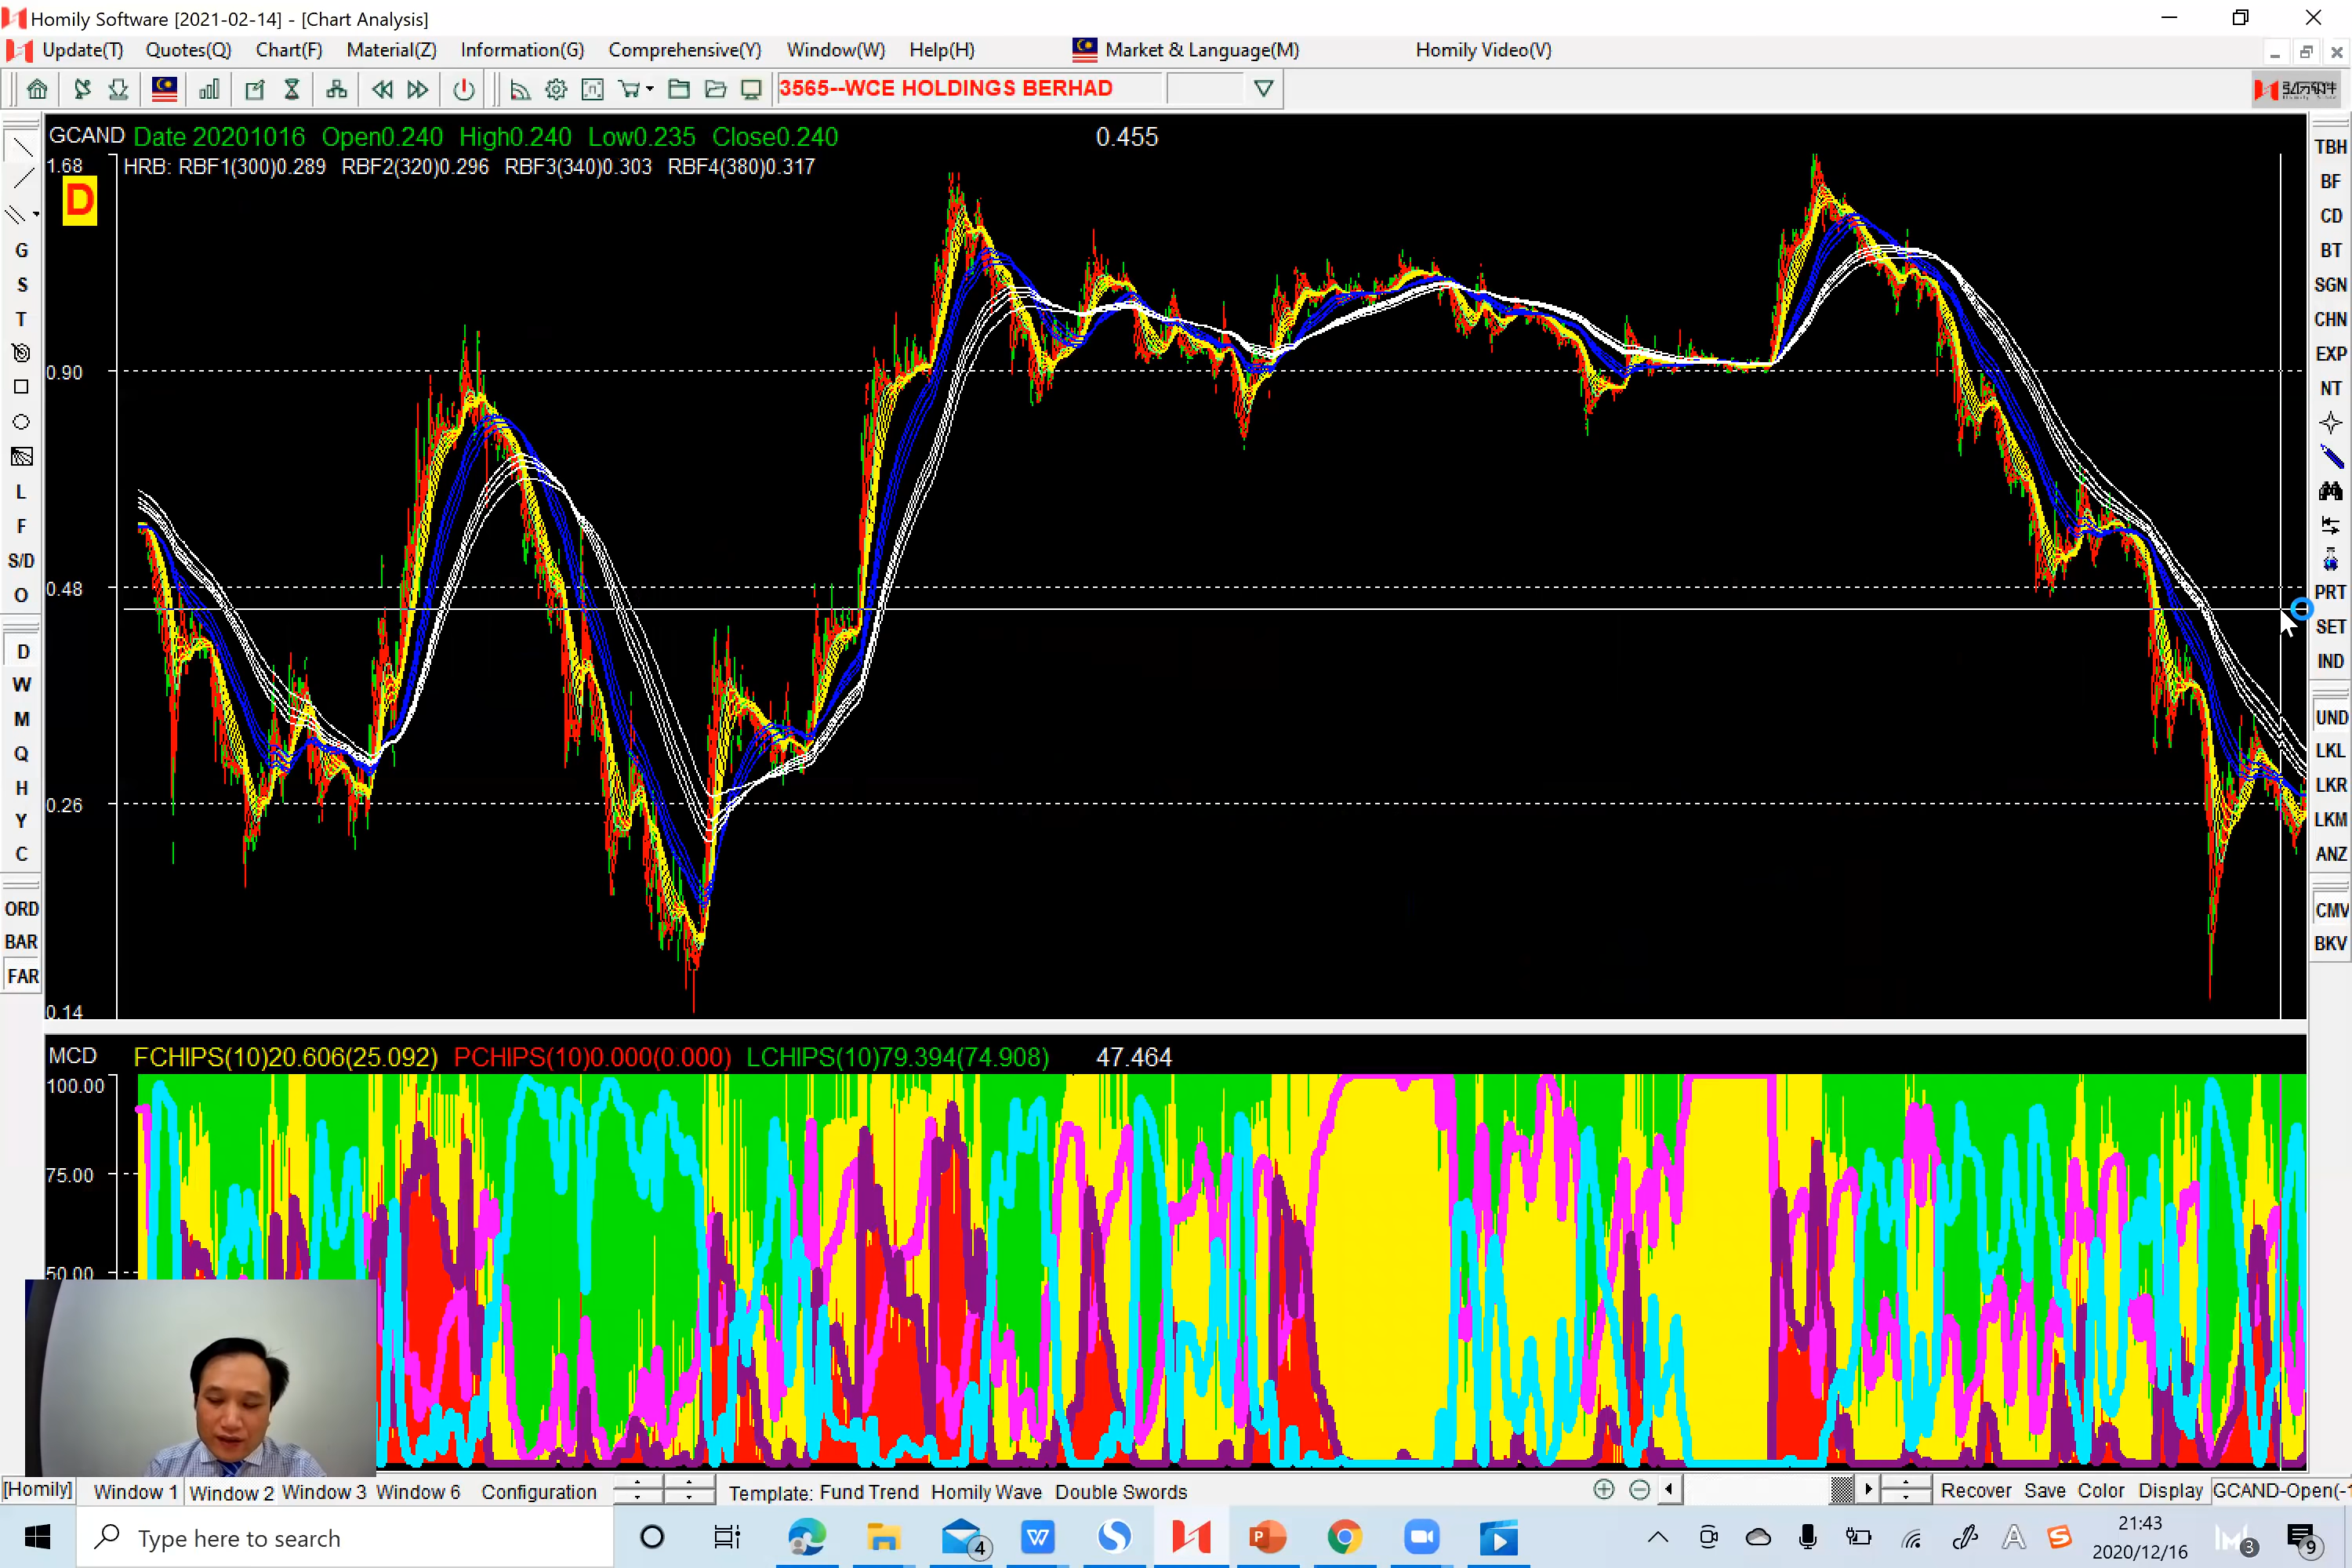 Homily Software [2021-02-14] - [Chart Analysis]
Update(T) Quotes(Q) Chart(F) Material(Z) Information(G) Comprehensive(Y) Window(W) Help(H) Market & Language(M) Homily Video(V)
3565--WCE HOLDINGS BERHAD
GCAND Date 20201016 Open0.240 High0.240 Low0.235 Close0.240 0.455
1.68 HRB: RBF1(300)0.289 RBF2(320)0.296 RBF3(340)0.303 RBF4(380)0.317
D
0.90
0.48
0.26
0.14
G
S
T
L
F
S/D
O
D
W
M
Q
H
Y
C
ORD
BAR
FAR
TBH
BF
CD
BT
SGN
CHN
EXP
NT
PRT
SET
IND
UND
LKL
LKR
LKM
ANZ
CMV
BKV
MCD FCHIPS(10)20.606(25.092) PCHIPS(10)0.000(0.000) LCHIPS(10)79.394(74.908) 47.464
100.00
75.00
50.00
[Homily] Window 1 Window 2 Window 3 Window 6 Configuration Template: Fund Trend Homily Wave Double Swords Recover Save Color Display GCAND-Open(-1
Type here to search
4
21:43
2020/12/16
3
9